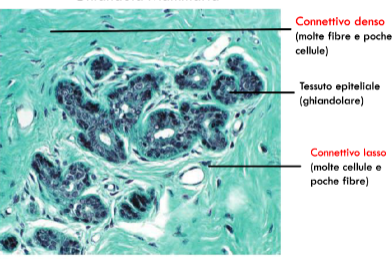 Connettivo denso
(molte fibre e poche
cellule)
Tessuto epiteliale
(ghiandolare)
Connettivo lasso
(molte cellule e
poche fibre)